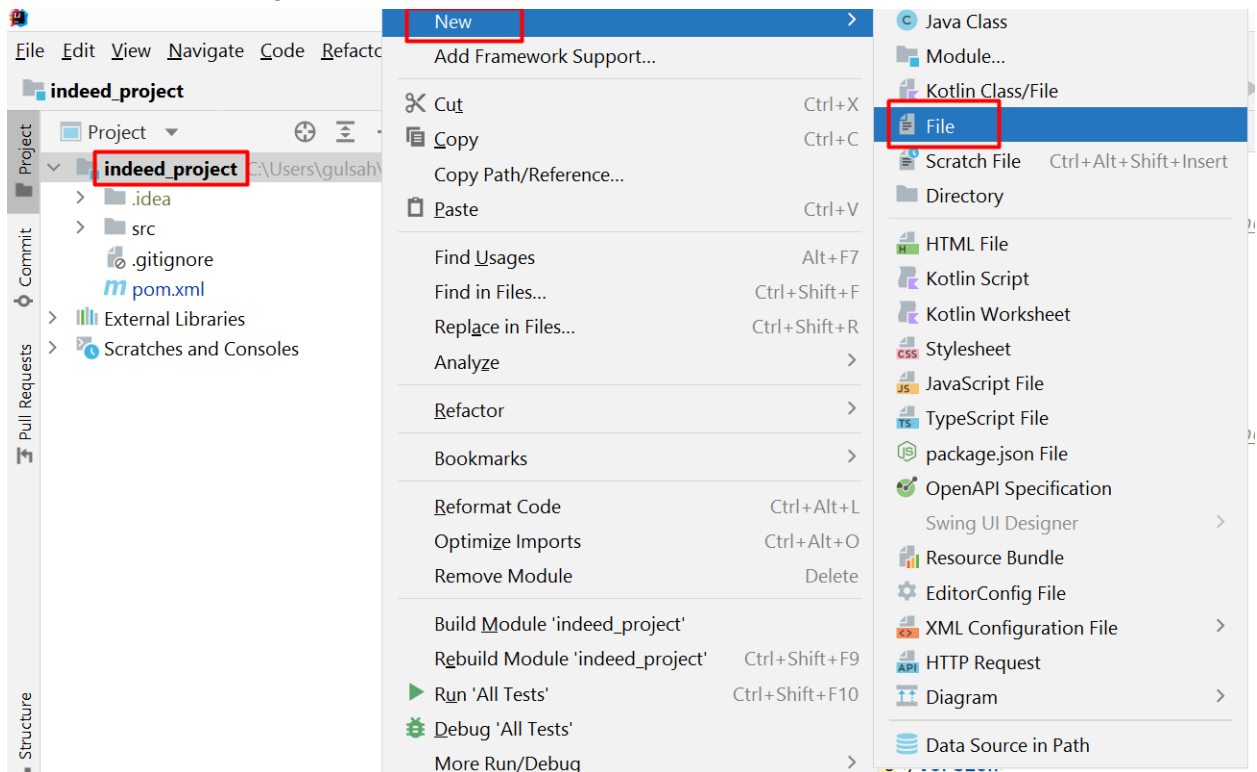 File Edit View Navigate Code Refactc
indeed_project
Project
Commit
Pull Requests
Structure
Project
indeed_project C:\Users\gulsah\
.idea
src
.gitignore
pom.xml
External Libraries
Scratches and Consoles
New
Add Framework Support...
Cut Ctrl+X
Copy Ctrl+C
Copy Path/Reference...
Paste Ctrl+V
Find Usages Alt+F7
Find in Files... Ctrl+Shift+F
Replace in Files... Ctrl+Shift+R
Analyze
Refactor
Bookmarks
Reformat Code Ctrl+Alt+L
Optimize Imports Ctrl+Alt+O
Remove Module Delete
Build Module 'indeed_project'
Rebuild Module 'indeed_project' Ctrl+Shift+F9
Run 'All Tests' Ctrl+Shift+F10
Debug 'All Tests'
More Run/Debug
C Java Class
Module...
Kotlin Class/File
File
Scratch File Ctrl+Alt+Shift+Insert
Directory
H HTML File
Kotlin Script
Kotlin Worksheet
CSS Stylesheet
JS JavaScript File
TS TypeScript File
JS package.json File
OpenAPI Specification
Swing UI Designer
Resource Bundle
EditorConfig File
XML Configuration File
API HTTP Request
Diagram
Data Source in Path